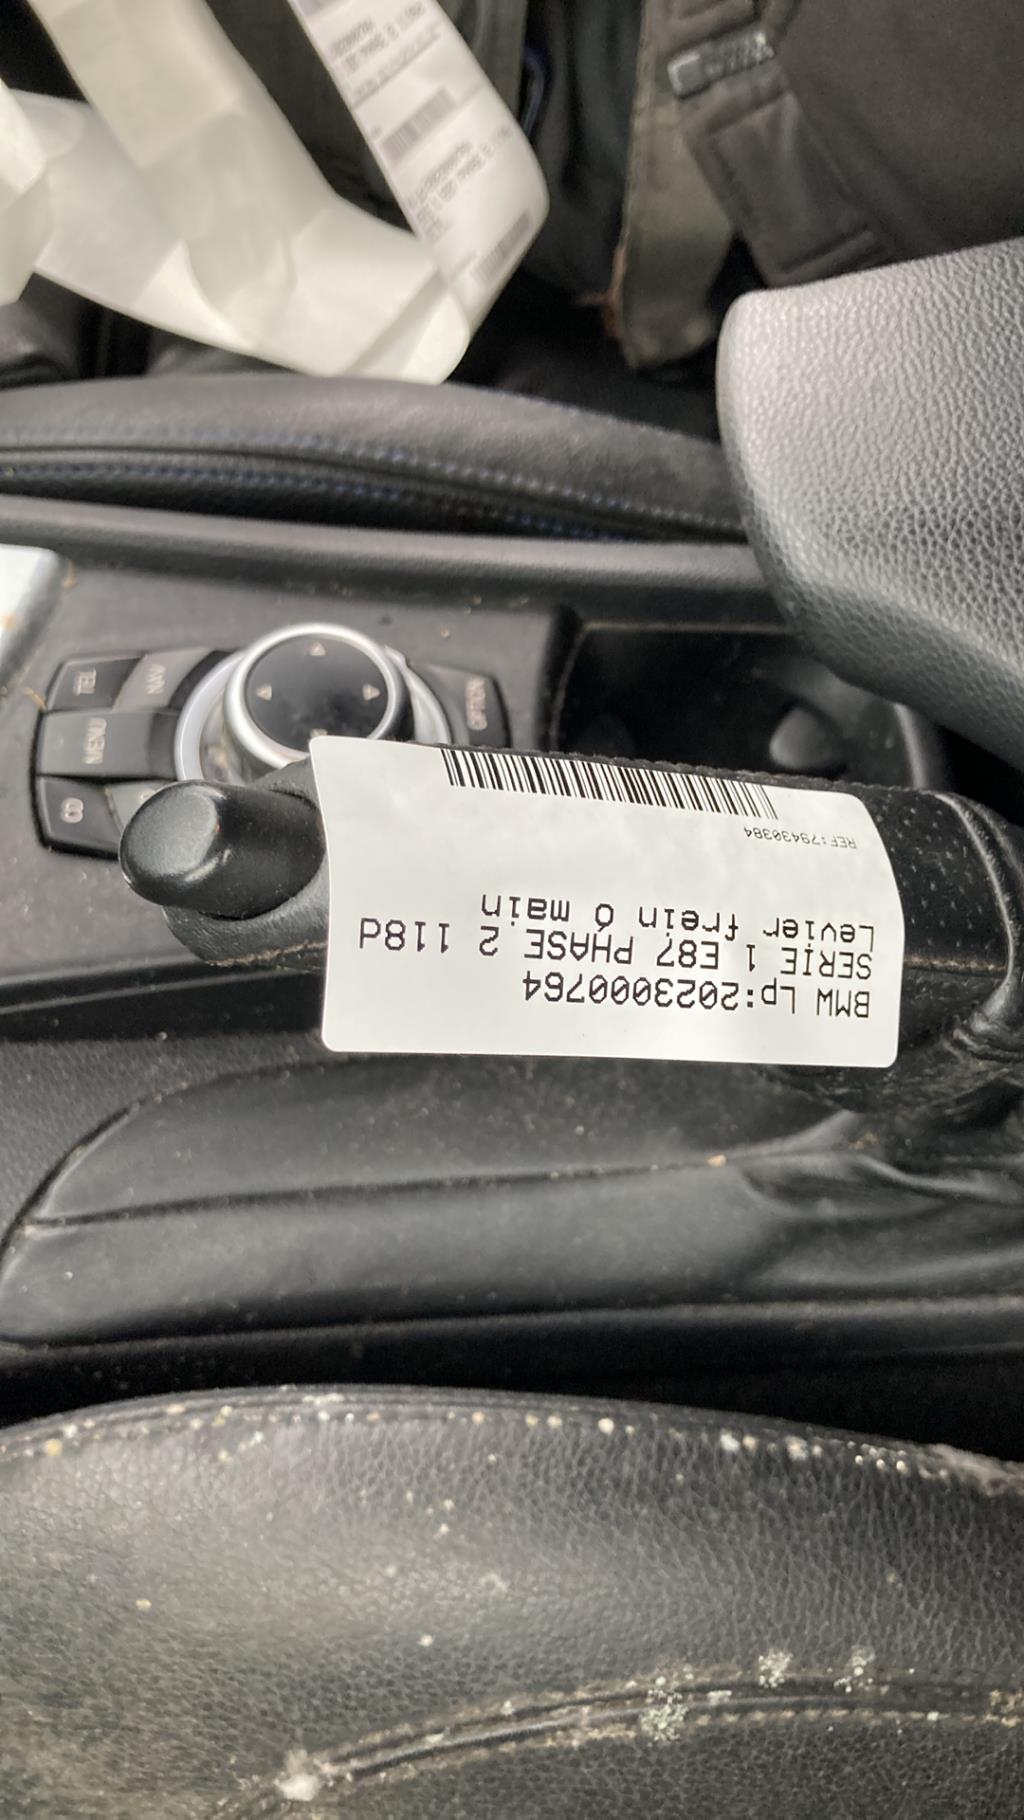 BMW Lp:2023000764
SERIE 1 E87 PHASE 2 118d
Levier frein Ó main
REF:79430384
TEL
NAV
MENU
CD
OPTION